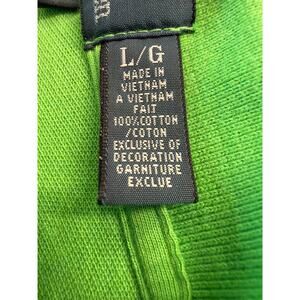 L/G
MADE IN
VIETNAM
A VIETNAM
FAIT
100%COTTON
/COTON
EXCLUSIVE OF
DECORATION
GARNITURE
EXCLUE